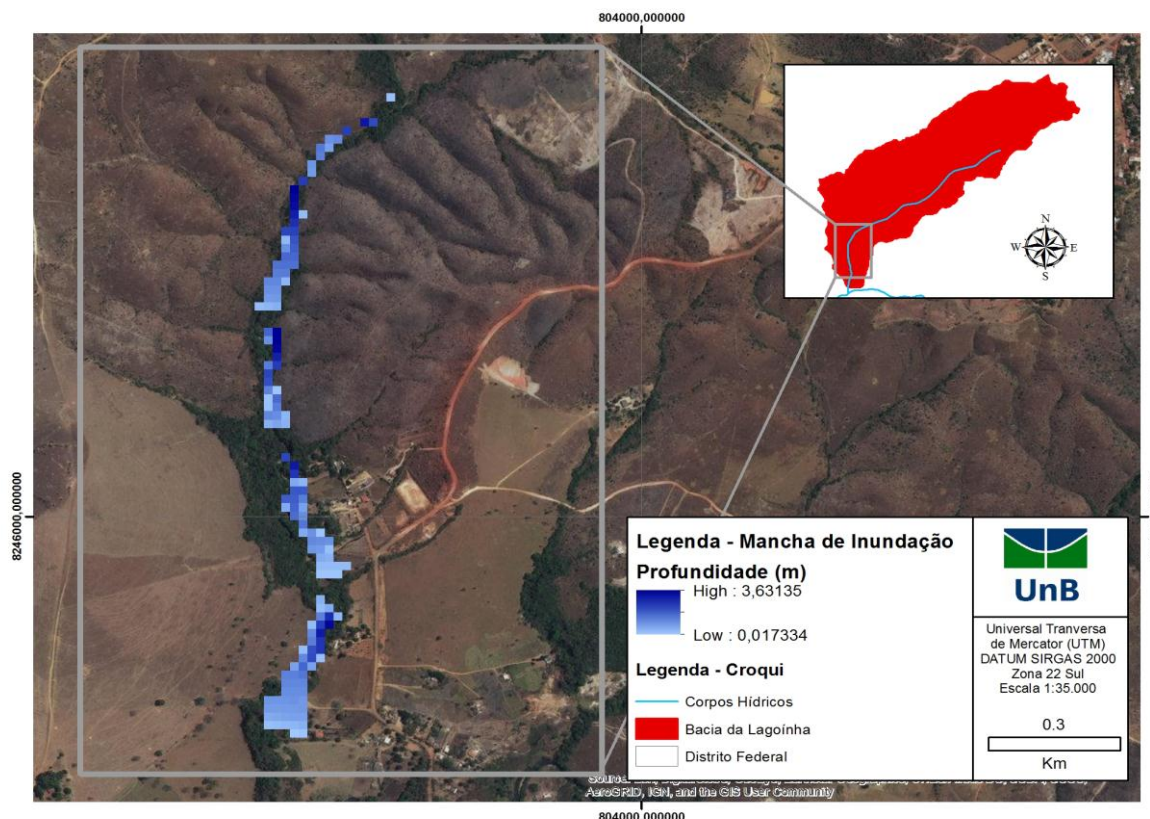 804000,000000
N
W E
S
8246000,000000
Legenda - Mancha de Inundação
Profundidade (m)
High : 3,63135
Low : 0,017334
Legenda - Croqui
Corpos Hídricos
Bacia da Lagoínha
Distrito Federal
UnB
Universal Tranversa
de Mercator (UTM)
DATUM SIRGAS 2000
Zona 22 Sul
Escala 1:35.000
0.3
Km
AeroGRID, IGN, and the GIS User Community
804000,000000